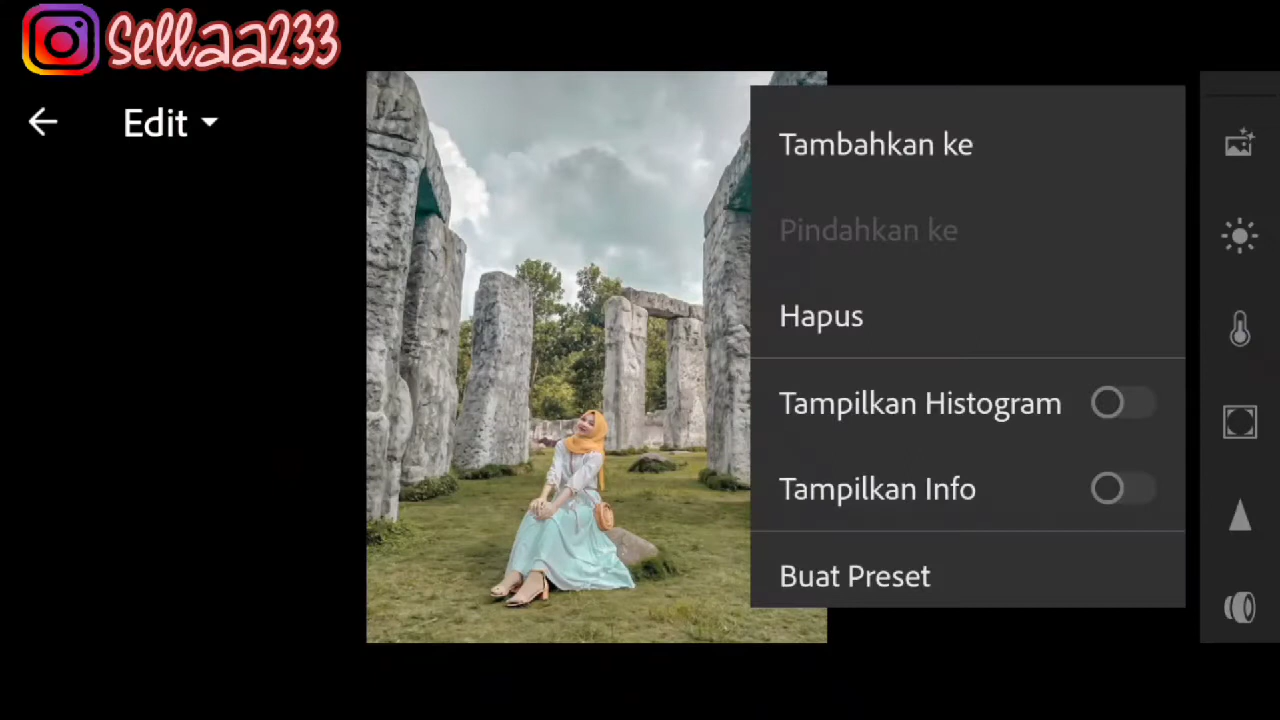 sellaa233
Edit
Tambahkan ke
Pindahkan ke
Hapus
Tampilkan Histogram
Tampilkan Info
Buat Preset